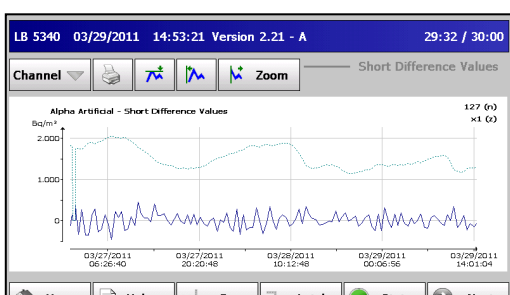 LB 5340 03/29/2011 14:53:21 Version 2.21 - A 29:32 / 30:00
Channel Zoom Short Difference Values
Alpha Artificial - Short Difference Values 127 (n)
Bq/m³ x1 (z)
2.000
1.000
0
03/27/2011 03/27/2011 03/28/2011 03/29/2011 03/29/2011
06:26:40 20:20:48 10:12:48 00:06:56 14:01:04